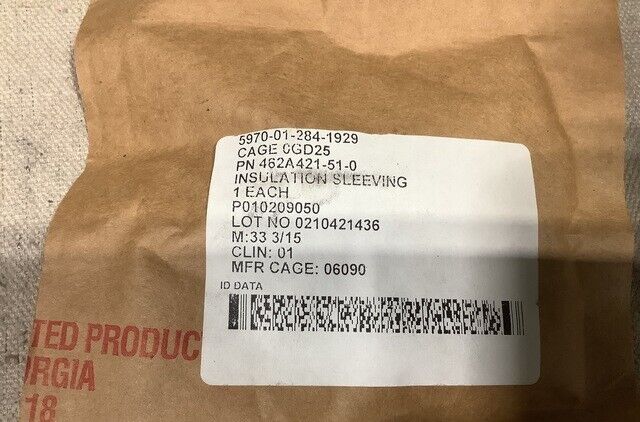 5970-01-284-1929
CAGE 0GD25
PN 462A421-51-0
INSULATION SLEEVING
1 EACH
P010209050
LOT NO 0210421436
M:33 3/15
CLIN: 01
MFR CAGE: 06090
ID DATA
TED PRODUC
RGIA
18